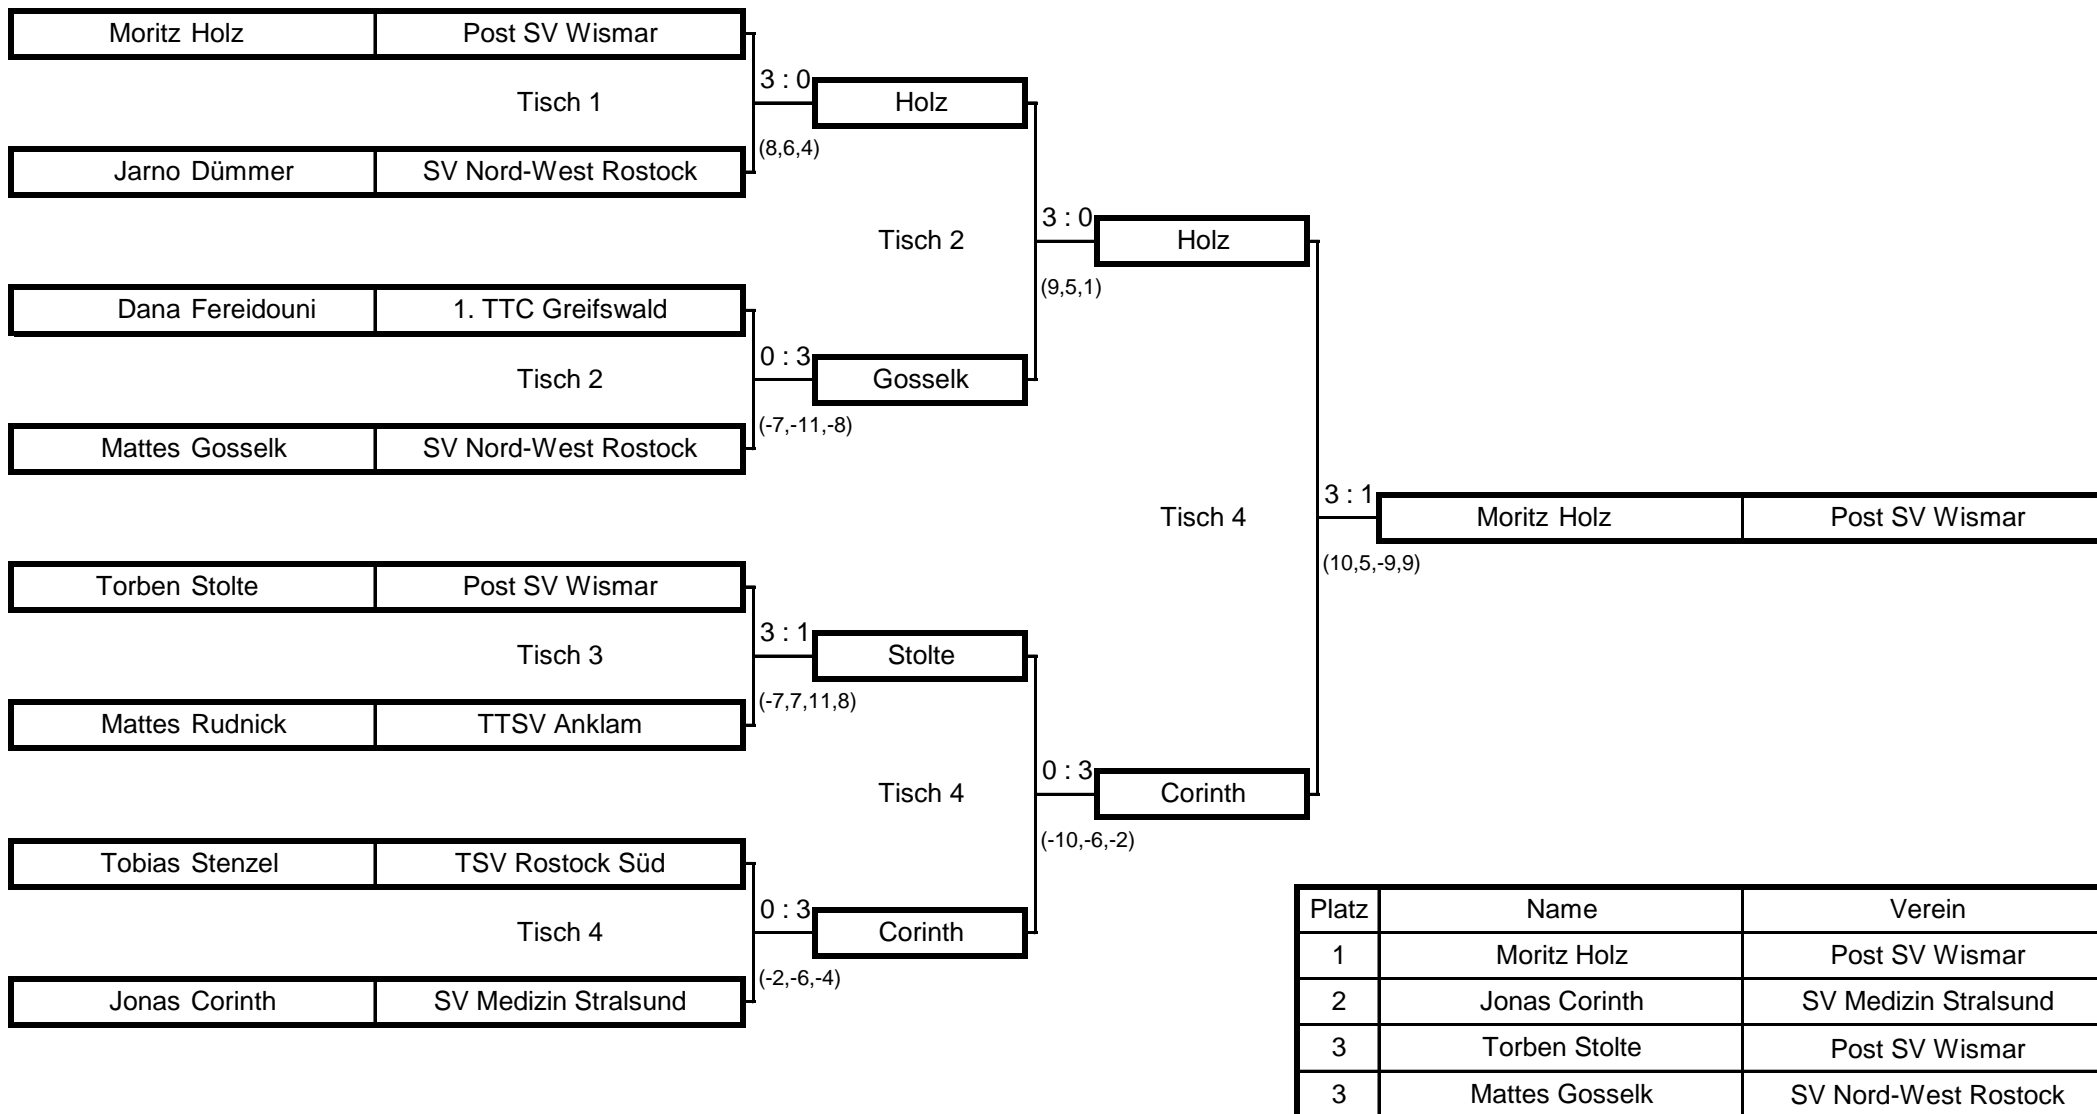 Moritz Holz Post SV Wismar
3 : 0
Tisch 1 Holz
(8,6,4)
Jarno Dümmer SV Nord-West Rostock
3 : 0
Tisch 2 Holz
(9,5,1)
Dana Fereidouni 1. TTC Greifswald
0 : 3
Tisch 2 Gosselk
(-7,-11,-8)
Mattes Gosselk SV Nord-West Rostock
3 : 1
Tisch 4 Moritz Holz Post SV Wismar
(10,5,-9,9)
Torben Stolte Post SV Wismar
3 : 1
Tisch 3 Stolte
(-7,7,11,8)
Mattes Rudnick TTSV Anklam
0 : 3
Tisch 4 Corinth
(-10,-6,-2)
Tobias Stenzel TSV Rostock Süd
0 : 3
Tisch 4 Corinth
(-2,-6,-4)
Jonas Corinth SV Medizin Stralsund
Platz Name Verein
1 Moritz Holz Post SV Wismar
2 Jonas Corinth SV Medizin Stralsund
3 Torben Stolte Post SV Wismar
3 Mattes Gosselk SV Nord-West Rostock